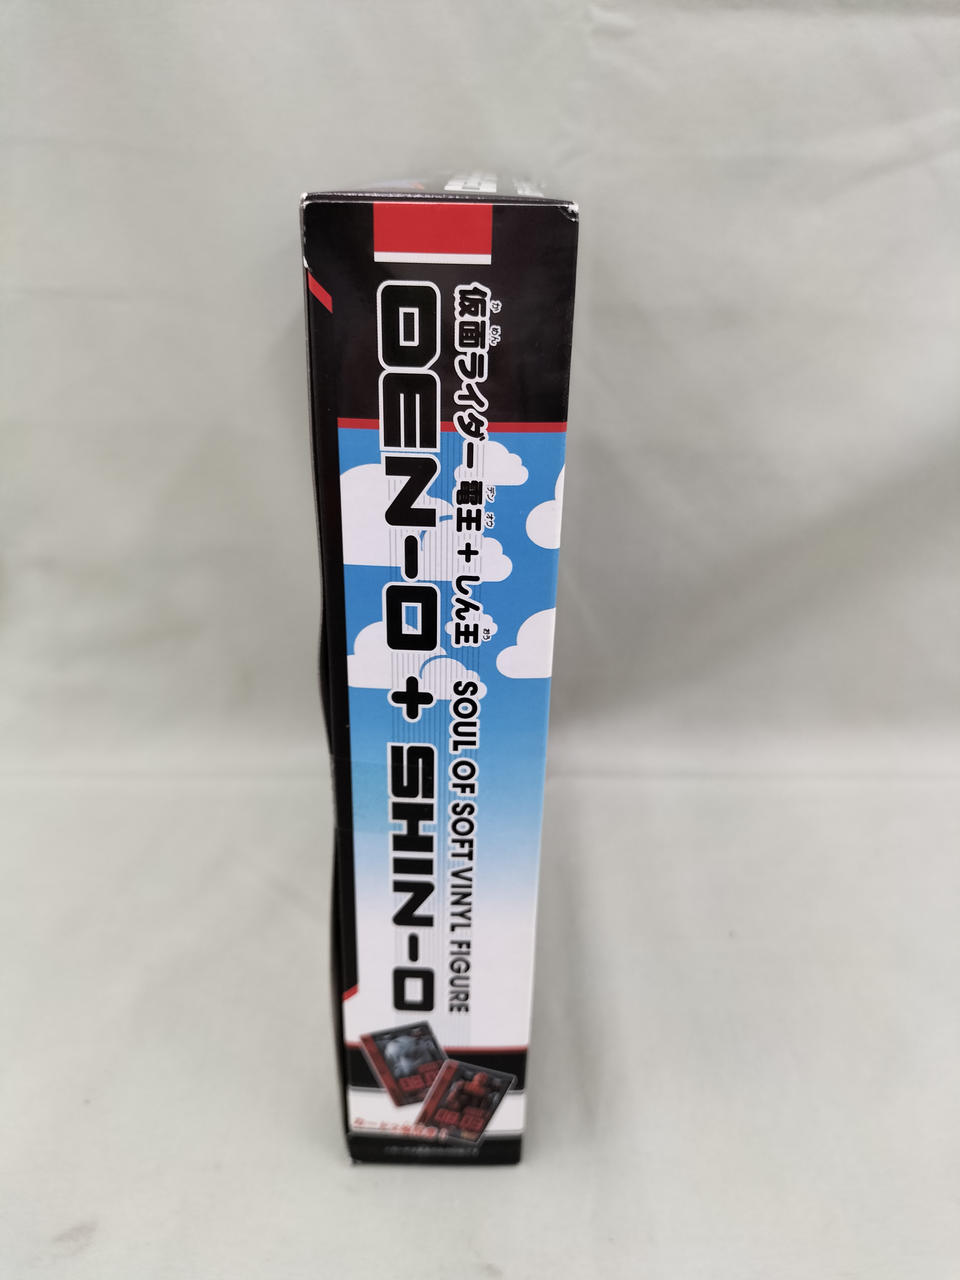 仮面ライダー 電王 + しん王 SOUL OF SOFT VINYL FIGURE
DEN-O + SHIN-O